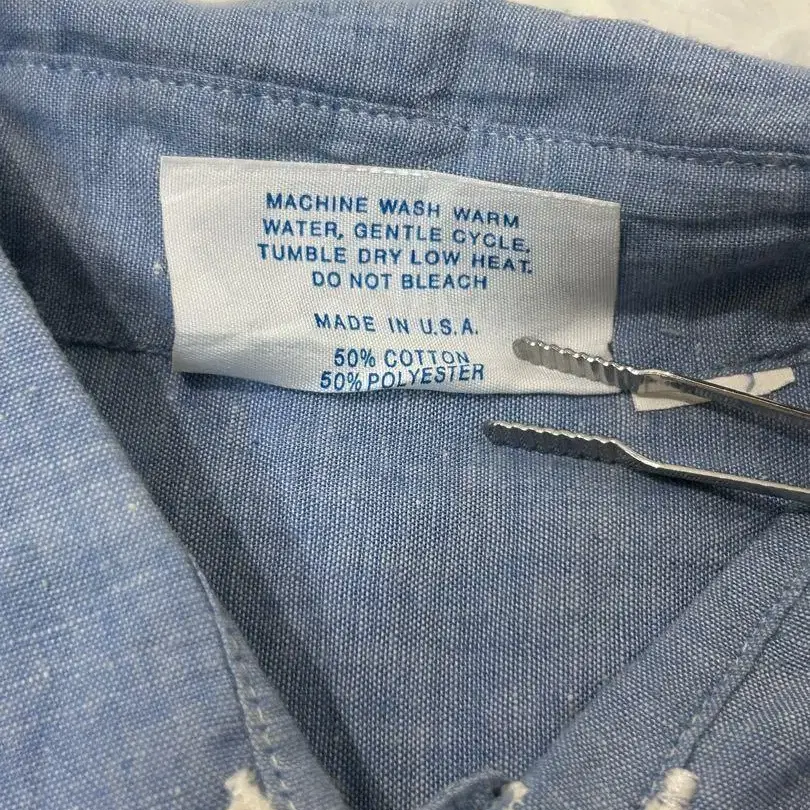 MACHINE WASH WARM
WATER, GENTLE CYCLE.
TUMBLE DRY LOW HEAT.
DO NOT BLEACH
MADE IN U.S.A.
50% COTTON
50% POLYESTER